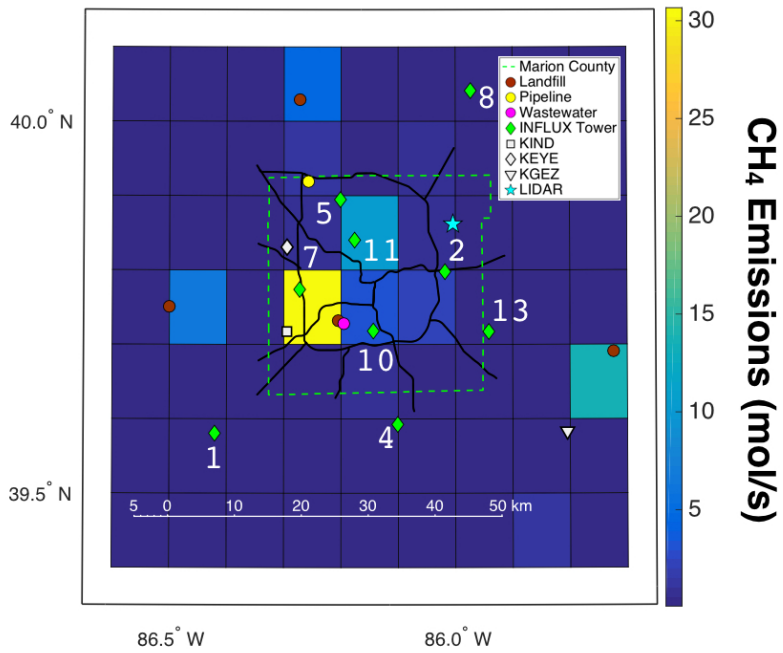 30
25
20
15
10
5
CH₄ Emissions (mol/s)
Marion County
Landfill
Pipeline
Wastewater
INFLUX Tower
KIND
KEYE
KGEZ
LIDAR
8
40.0° N
5
11
2
7
13
10
4
1
39.5° N
5 0 10 20 30 40 50 km
86.5° W 86.0° W